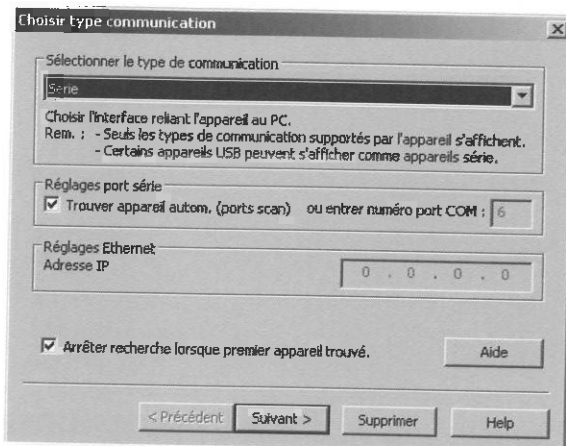 Choisir type communication
Sélectionner le type de communication
Série
Choisir l'interface reliant l'appareil au PC.
Rem. : - Seuls les types de communication supportés par l'appareil s'affichent.
- Certains appareils USB peuvent s'afficher comme appareils série.
Réglages port série
Trouver appareil autom. (ports scan) ou entrer numéro port COM : 6
Réglages Ethernet
Adresse IP 0 . 0 . 0 . 0
Arrêter recherche lorsque premier appareil trouvé. Aide
< Précédent Suivant > Supprimer Help